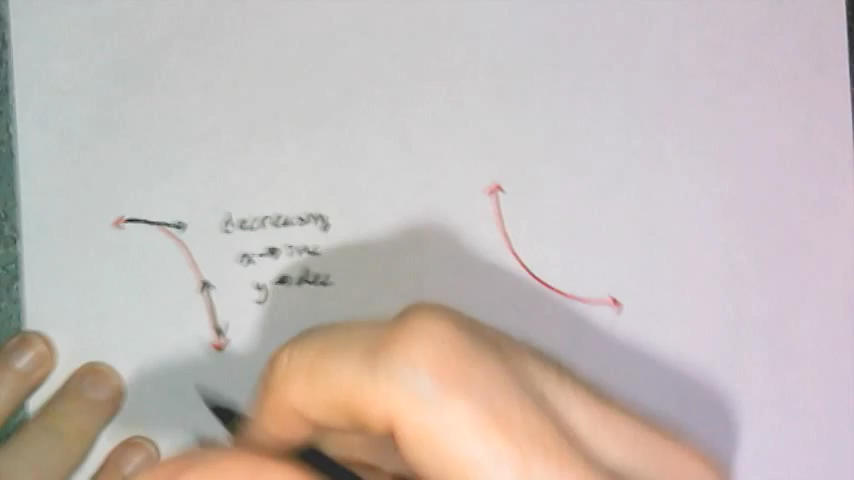 decreasing
x → inc
y → dec